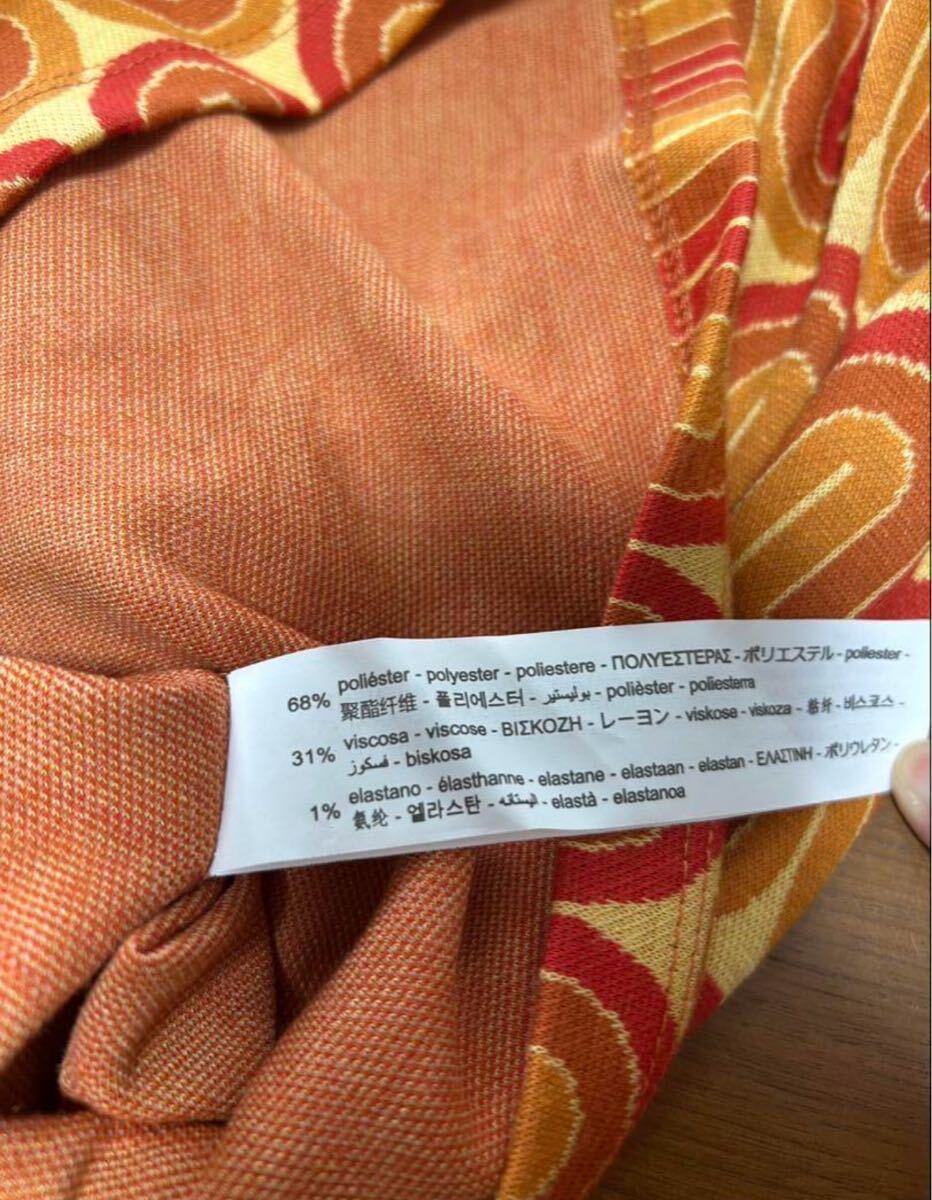 68% poliéster - polyester - poliestere - ΠΟΛΥΕΣΤΕΡΑΣ - ポリエステル - poliester -
聚酯纤维 - 폴리에스터 - بوليستير - polièster - poliesterra
31% viscosa - viscose - ΒΙΣΚΟΖΗ - レーヨン - viskose - viskoza - 粘纤 - 비스코스 -
فسكوز - biskosa
1% elastano - élasthanne - elastane - elastaan - elastan - ΕΛΑΣΤΙΝΗ - ポリウレタン -
氨纶 - 엘라스탄 - اليستانه - elastà - elastanoa